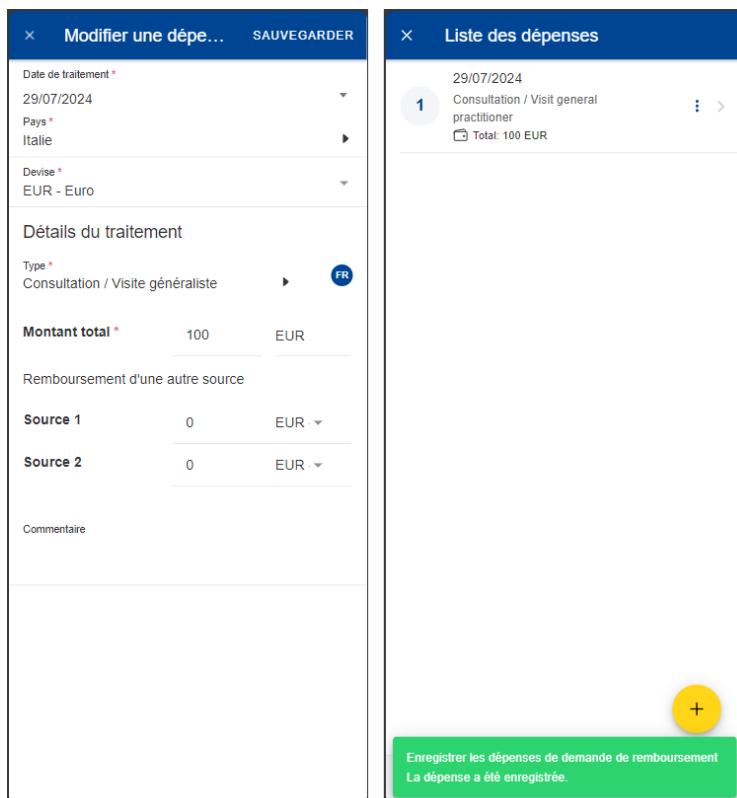 × Modifier une dépe... SAUVEGARDER
Date de traitement *
29/07/2024
Pays *
Italie
Devise *
EUR - Euro
Détails du traitement
Type *
Consultation / Visite généraliste
FR
Montant total * 100 EUR
Remboursement d'une autre source
Source 1 0 EUR
Source 2 0 EUR
Commentaire
× Liste des dépenses
29/07/2024
1
Consultation / Visit general
practitioner
Total: 100 EUR
+
Enregistrer les dépenses de demande de remboursement
La dépense a été enregistrée.